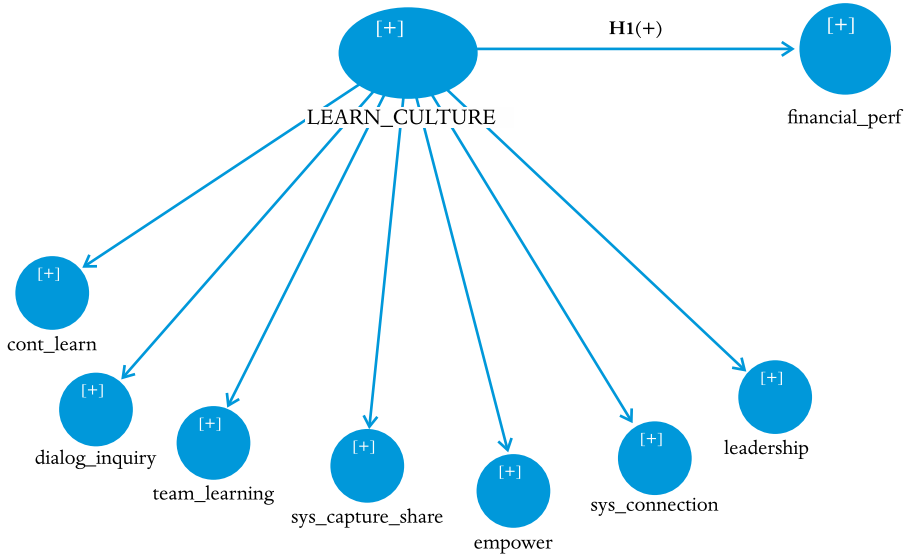 [+]
H1(+)
[+]
LEARN_CULTURE
financial_perf
[+]
cont_learn
[+]
dialog_inquiry
[+]
team_learning
[+]
sys_capture_share
[+]
empower
[+]
sys_connection
[+]
leadership